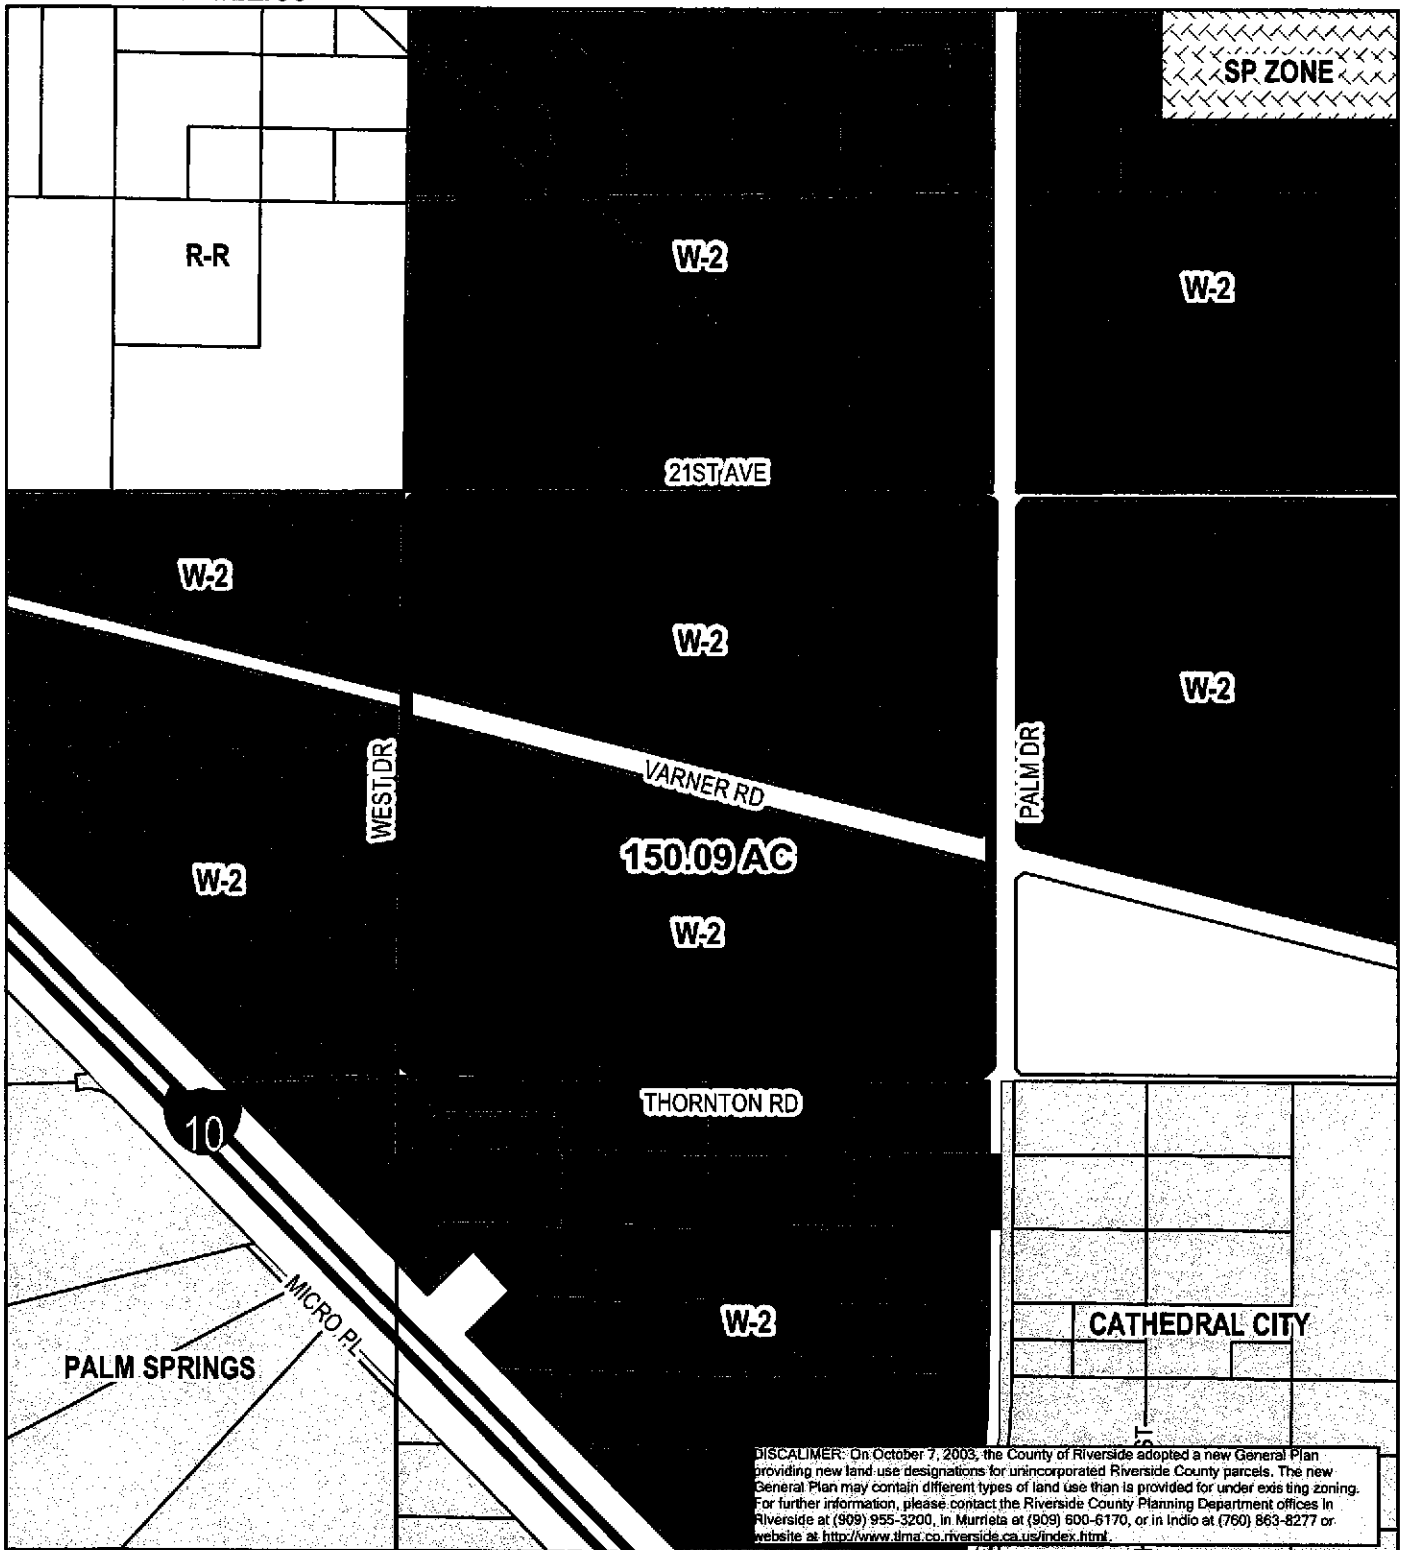 SP ZONE
R-R
W-2
W-2
21ST AVE
W-2
W-2
W-2
WEST DR
VARNER RD
PALM DR
150.09 AC
W-2
W-2
THORNTON RD
10
MICRO PL
W-2
CATHEDRAL CITY
PALM SPRINGS
ST
DISCALIMER: On October 7, 2003, the County of Riverside adopted a new General Plan
providing new land use designations for unincorporated Riverside County parcels. The new
General Plan may contain different types of land use than is provided for under existing zoning.
For further information, please contact the Riverside County Planning Department offices in
Riverside at (909) 955-3200, in Murrieta at (909) 600-6170, or in Indio at (760) 863-8277 or
website at http://www.tlma.co.riverside.ca.us/index.html.